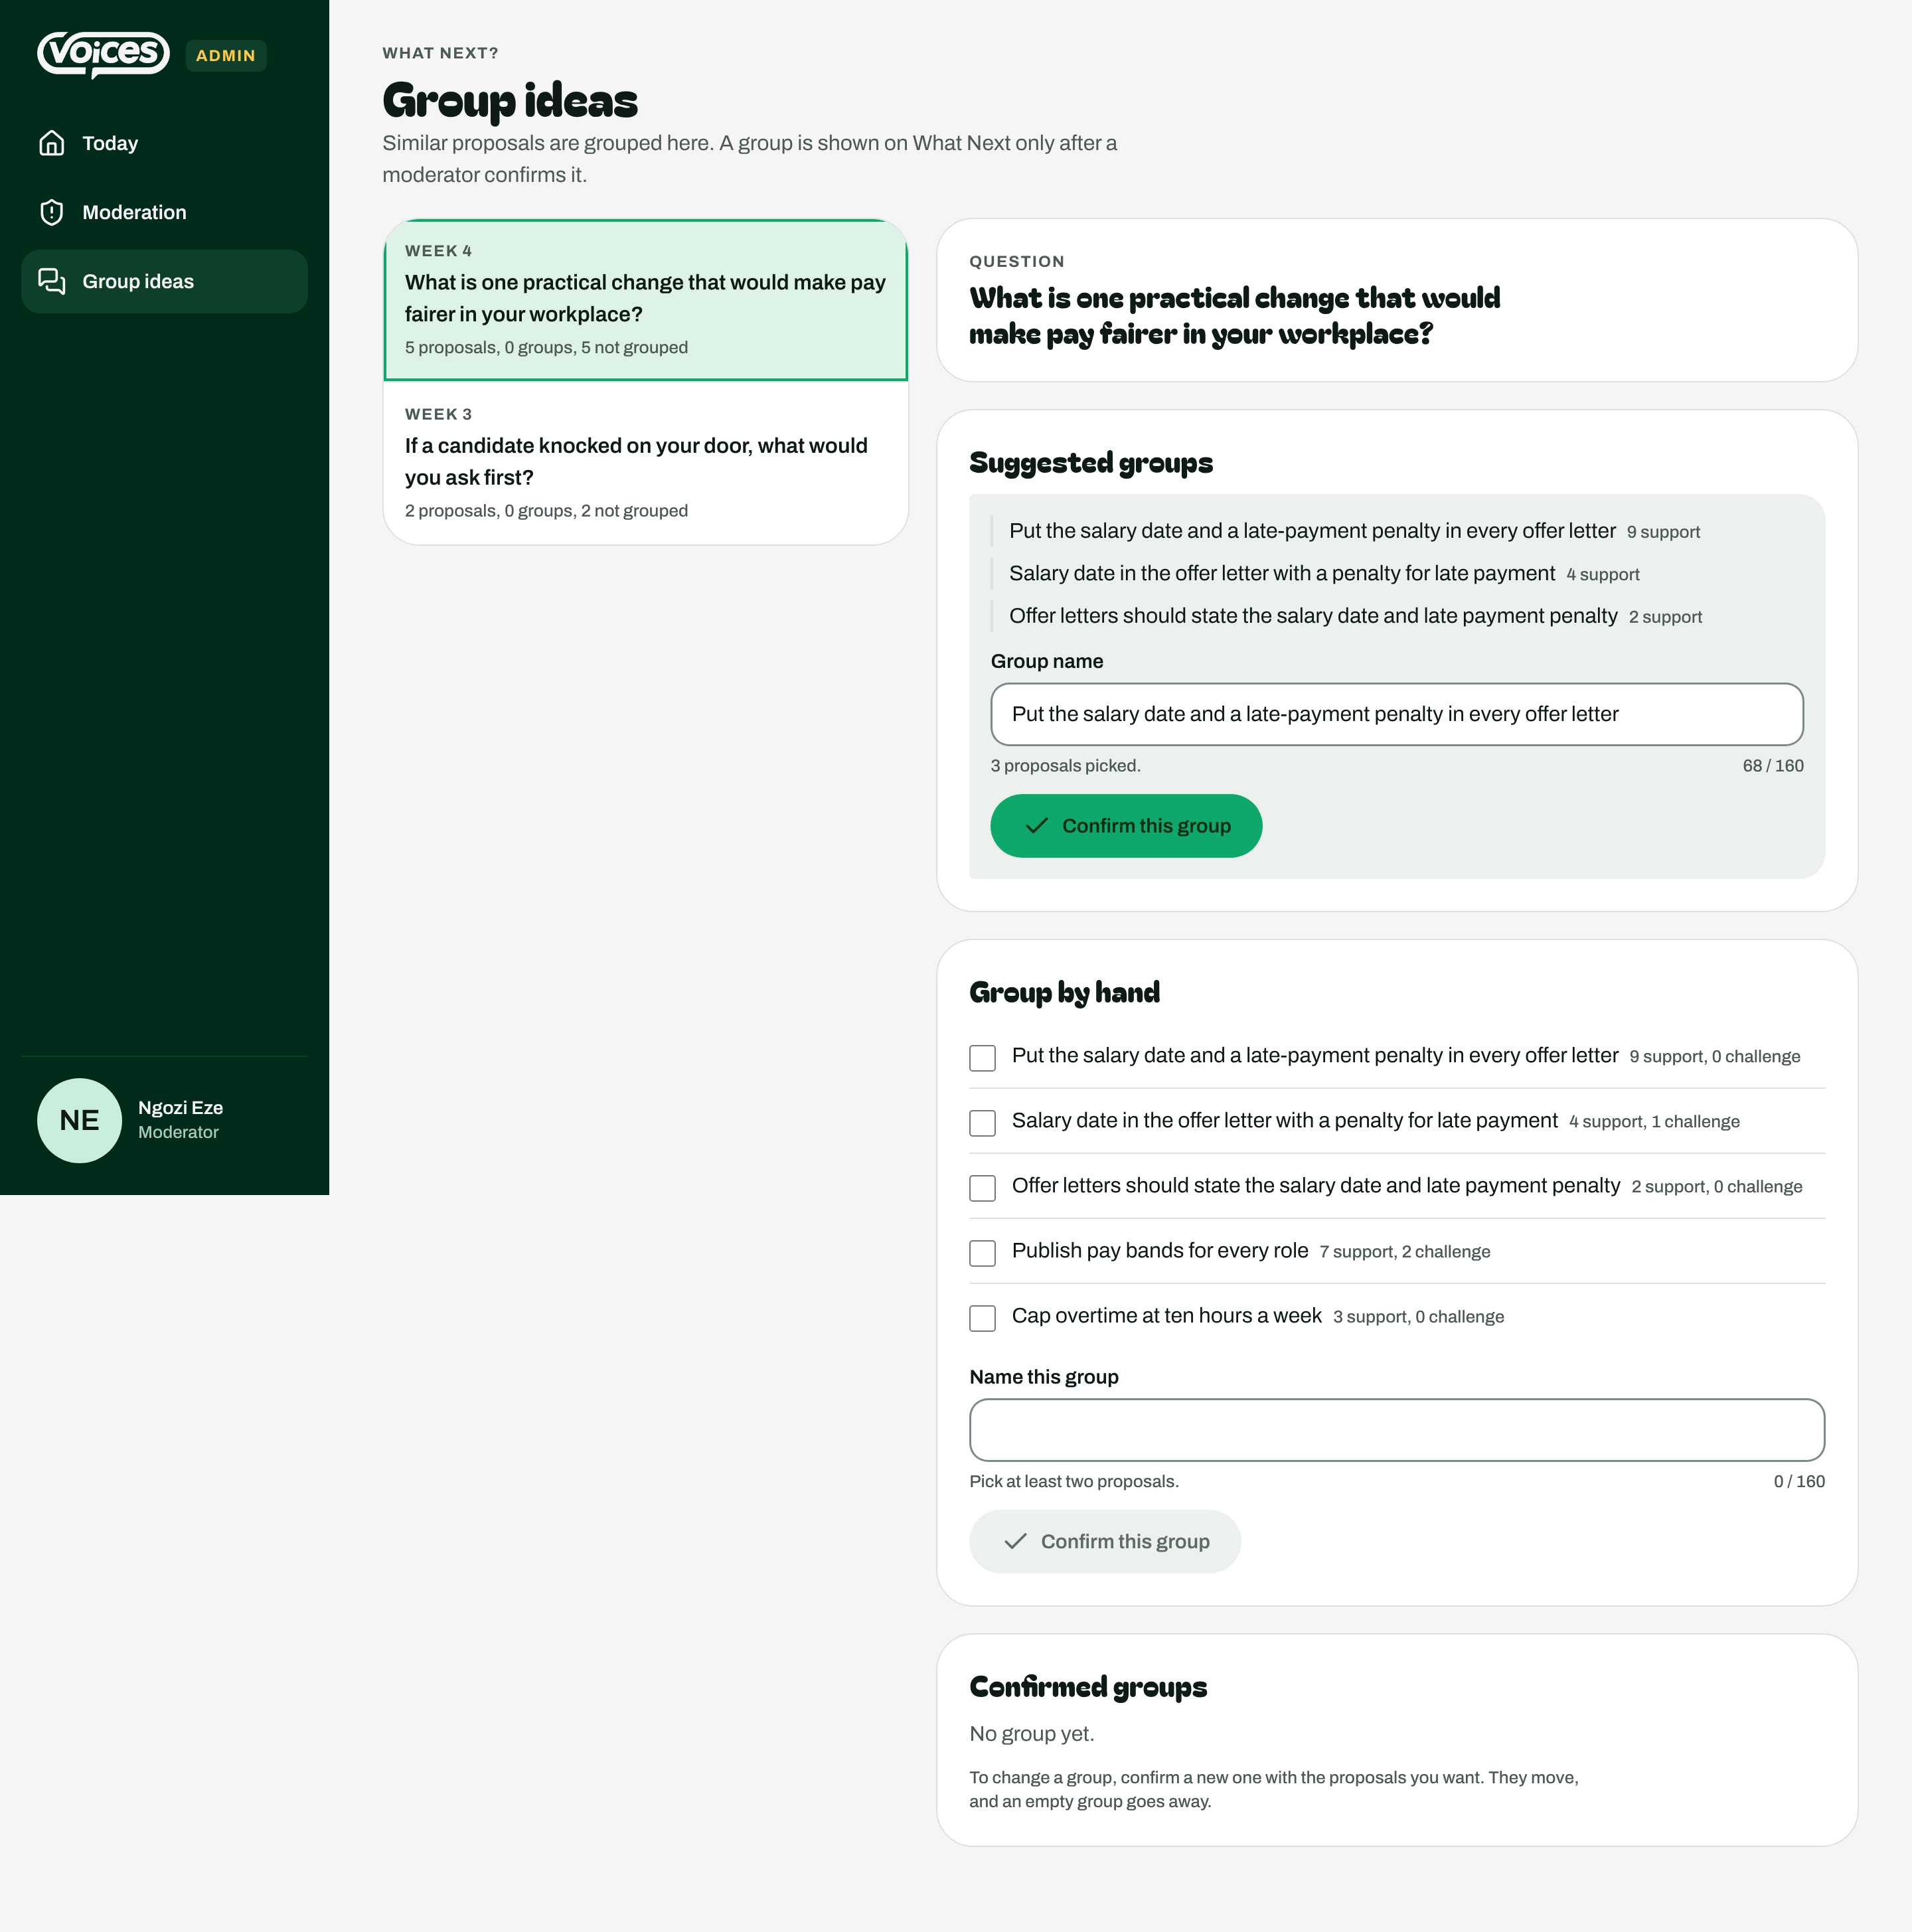 voices
ADMIN
Today
Moderation
Group ideas
NE
Ngozi Eze
Moderator
WHAT NEXT?
Group ideas
Similar proposals are grouped here. A group is shown on What Next only after a
moderator confirms it.
WEEK 4
What is one practical change that would make pay
fairer in your workplace?
5 proposals, 0 groups, 5 not grouped
WEEK 3
If a candidate knocked on your door, what would
you ask first?
2 proposals, 0 groups, 2 not grouped
QUESTION
What is one practical change that would
make pay fairer in your workplace?
Suggested groups
Put the salary date and a late-payment penalty in every offer letter 9 support
Salary date in the offer letter with a penalty for late payment 4 support
Offer letters should state the salary date and late payment penalty 2 support
Group name
Put the salary date and a late-payment penalty in every offer letter
3 proposals picked. 68 / 160
Confirm this group
Group by hand
Put the salary date and a late-payment penalty in every offer letter 9 support, 0 challenge
Salary date in the offer letter with a penalty for late payment 4 support, 1 challenge
Offer letters should state the salary date and late payment penalty 2 support, 0 challenge
Publish pay bands for every role 7 support, 2 challenge
Cap overtime at ten hours a week 3 support, 0 challenge
Name this group
Pick at least two proposals. 0 / 160
Confirm this group
Confirmed groups
No group yet.
To change a group, confirm a new one with the proposals you want. They move,
and an empty group goes away.